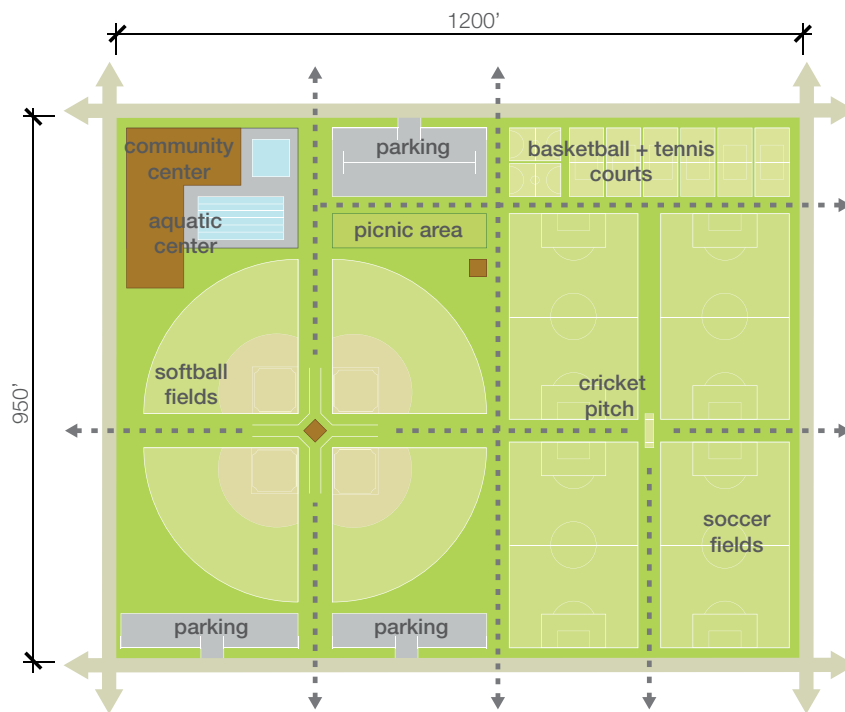 1200’
community
center
parking
basketball + tennis
courts
aquatic
center
picnic area
950’
softball
fields
cricket
pitch
soccer
fields
parking
parking